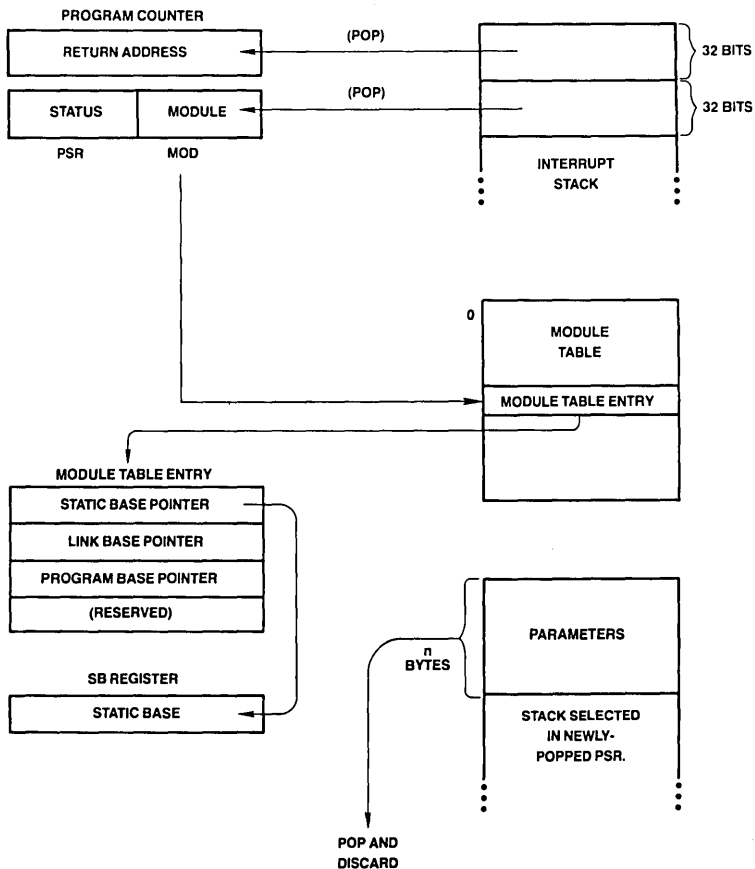 PROGRAM COUNTER
RETURN ADDRESS
(POP)
32 BITS
STATUS
MODULE
(POP)
32 BITS
PSR
MOD
INTERRUPT
STACK
0
MODULE
TABLE
MODULE TABLE ENTRY
MODULE TABLE ENTRY
STATIC BASE POINTER
LINK BASE POINTER
PROGRAM BASE POINTER
(RESERVED)
PARAMETERS
n
BYTES
SB REGISTER
STATIC BASE
STACK SELECTED
IN NEWLY-
POPPED PSR.
POP AND
DISCARD